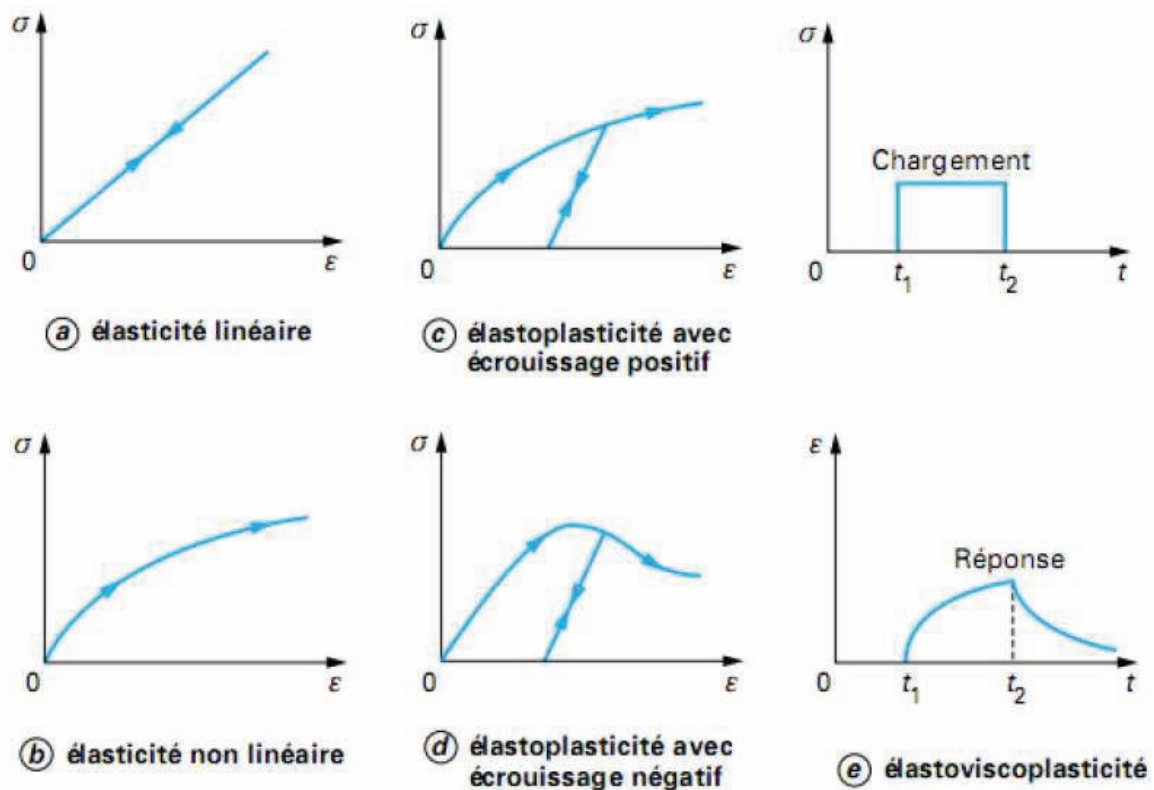 σ
0
ε
ⓐ élasticité linéaire
σ
0
ε
ⓒ élastoplasticité avec
écrouissage positif
σ
Chargement
0
t₁
t₂
t
σ
0
ε
ⓑ élasticité non linéaire
σ
0
ε
ⓓ élastoplasticité avec
écrouissage négatif
ε
Réponse
0
t₁
t₂
t
ⓔ élastoviscoplasticité